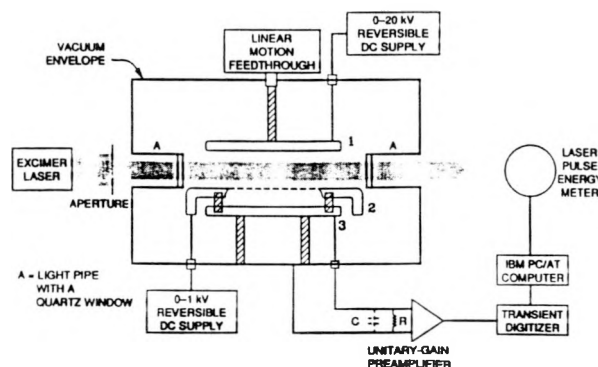 0–20 kV
REVERSIBLE
DC SUPPLY
LINEAR
MOTION
FEEDTHROUGH
VACUUM
ENVELOPE
A
1
A
EXCIMER
LASER
APERTURE
LASER
PULSE
ENERGY
METER
2
3
A = LIGHT PIPE
WITH A
QUARTZ WINDOW
0–1 kV
REVERSIBLE
DC SUPPLY
C
R
UNITARY-GAIN
PREAMPLIFIER
IBM PC/AT
COMPUTER
TRANSIENT
DIGITIZER